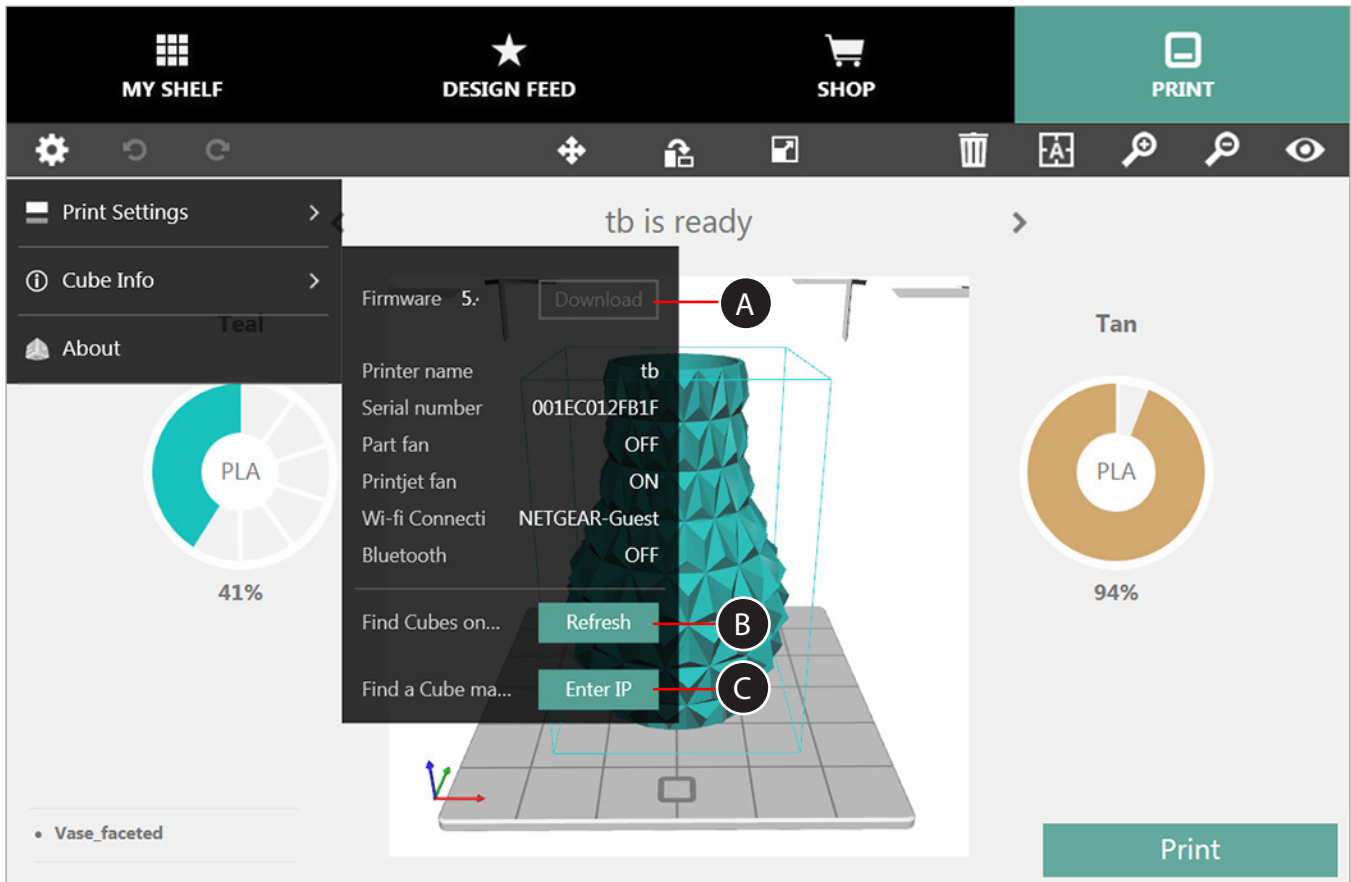 MY SHELF
DESIGN FEED
SHOP
PRINT
A
Print Settings
tb is ready
Cube Info
Firmware 5.
Download
A
Teal
Tan
About
Printer name tb
Serial number 001EC012FB1F
Part fan OFF
Printjet fan ON
Wi-fi Connecti NETGEAR-Guest
Bluetooth OFF
PLA
PLA
41%
94%
Find Cubes on... Refresh
B
Find a Cube ma... Enter IP
C
• Vase_faceted
Print